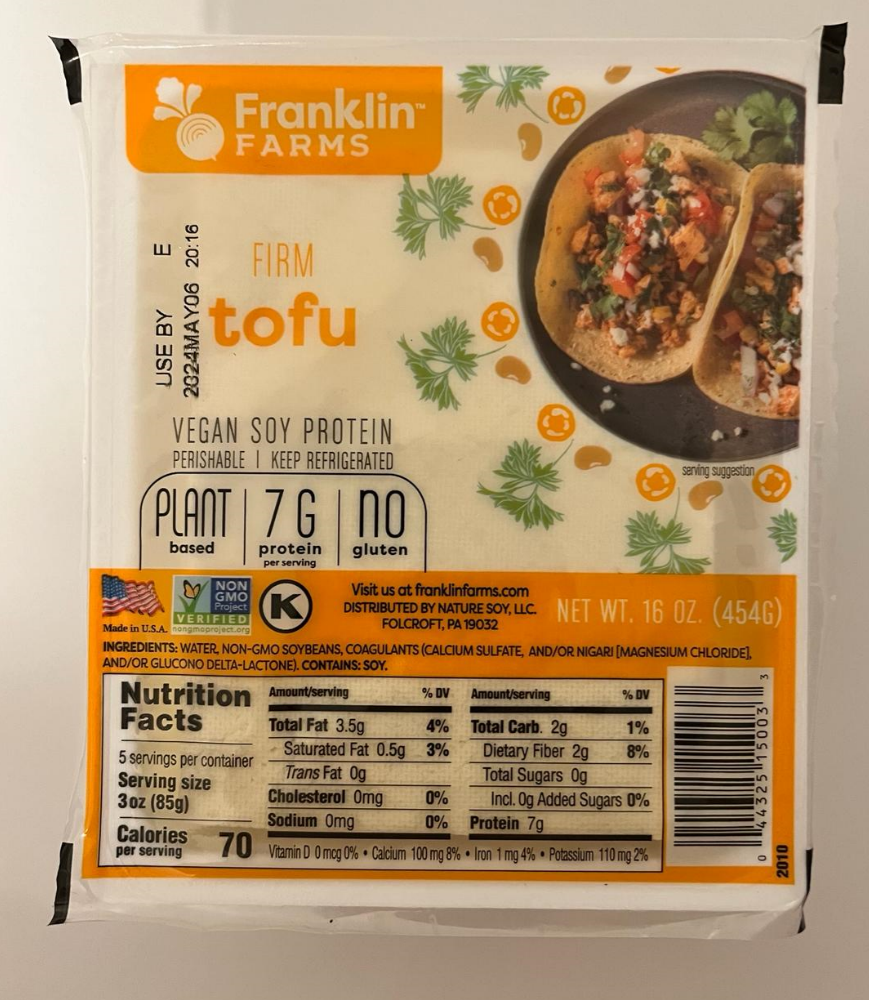 Franklin™
FARMS
USE BY E
2024MAY06 20:16
FIRM
tofu
VEGAN SOY PROTEIN
PERISHABLE | KEEP REFRIGERATED
PLANT based
7 G protein per serving
NO gluten
serving suggestion
Made in U.S.A.
NON
GMO
Project
VERIFIED
nongmoproject.org
K
Visit us at franklinfarms.com
DISTRIBUTED BY NATURE SOY, LLC.
FOLCROFT, PA 19032
NET WT. 16 OZ. (454G)
INGREDIENTS: WATER, NON-GMO SOYBEANS, COAGULANTS (CALCIUM SULFATE, AND/OR NIGARI [MAGNESIUM CHLORIDE],
AND/OR GLUCONO DELTA-LACTONE). CONTAINS: SOY.
Nutrition
Facts
5 servings per container
Serving size
3oz (85g)
Calories
per serving 70
Amount/serving % DV
Total Fat 3.5g 4%
Saturated Fat 0.5g 3%
Trans Fat 0g
Cholesterol 0mg 0%
Sodium 0mg 0%
Amount/serving % DV
Total Carb. 2g 1%
Dietary Fiber 2g 8%
Total Sugars 0g
Incl. 0g Added Sugars 0%
Protein 7g
Vitamin D 0 mcg 0% • Calcium 100 mg 8% • Iron 1 mg 4% • Potassium 110 mg 2%
0 44325 15003 3
2010